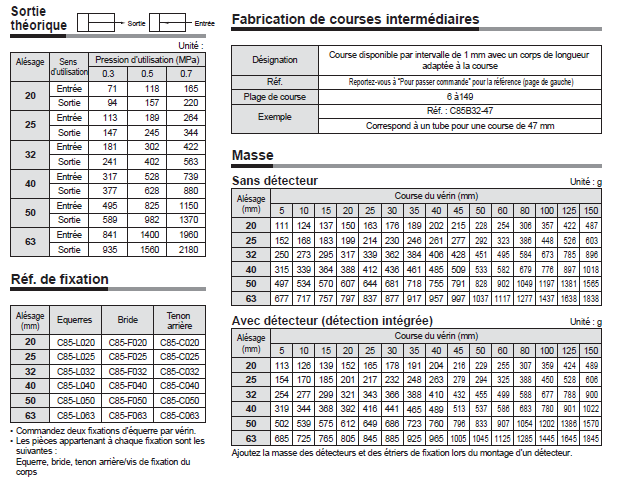 Sortie
théorique
Sortie
Entrée
Unité :
Alésage Sens d'utilisation Pression d'utilisation (MPa)
0.3 0.5 0.7
20 Entrée 71 118 165
Sortie 94 157 220
25 Entrée 113 189 264
Sortie 147 245 344
32 Entrée 181 302 422
Sortie 241 402 563
40 Entrée 317 528 739
Sortie 377 628 880
50 Entrée 495 825 1150
Sortie 589 982 1370
63 Entrée 841 1400 1960
Sortie 935 1560 2180
Réf. de fixation
Alésage (mm) Equerres Bride Tenon arrière
20 C85-L020 C85-F020 C85-C020
25 C85-L025 C85-F025 C85-C025
32 C85-L032 C85-F032 C85-C032
40 C85-L040 C85-F040 C85-C040
50 C85-L050 C85-F050 C85-C050
63 C85-L063 C85-F063 C85-C063
• Commandez deux fixations d'équerre par vérin.
• Les pièces appartenant à chaque fixation sont les
suivantes :
Equerre, bride, tenon arrière/vis de fixation du
corps
Fabrication de courses intermédiaires
Désignation Course disponible par intervalle de 1 mm avec un corps de longueur
adaptée à la course
Réf. Reportez-vous à "Pour passer commande" pour la référence (page de gauche)
Plage de course 6 à149
Exemple Réf. : C85B32-47
Correspond à un tube pour une course de 47 mm
Masse
Sans détecteur
Unité : g
Alésage (mm) Course du vérin (mm)
5 10 15 20 25 30 35 40 45 50 60 80 100 125 150
20 111 124 137 150 163 176 189 202 215 228 254 306 357 422 487
25 152 168 183 199 214 230 246 261 277 292 323 386 448 526 603
32 250 273 295 317 339 362 384 406 428 451 495 584 673 785 896
40 315 339 364 388 412 436 461 485 509 533 582 679 776 897 1018
50 497 534 570 607 644 681 718 755 791 828 902 1049 1197 1381 1565
63 677 717 757 797 837 877 917 957 997 1037 1117 1277 1437 1638 1838
Avec détecteur (détection intégrée)
Unité : g
Alésage (mm) Course du vérin (mm)
5 10 15 20 25 30 35 40 45 50 60 80 100 125 150
20 113 126 139 152 165 178 191 204 216 229 255 307 359 424 489
25 154 170 185 201 217 232 248 263 279 294 325 388 450 528 606
32 254 277 299 321 343 366 388 410 432 455 499 588 677 788 900
40 319 344 368 392 416 441 465 489 513 537 586 683 780 901 1022
50 502 539 575 612 649 686 723 760 796 833 907 1054 1202 1386 1570
63 685 725 765 805 845 885 925 965 1005 1045 1125 1285 1445 1645 1845
Ajoutez la masse des détecteurs et des étriers de fixation lors du montage d'un détecteur.